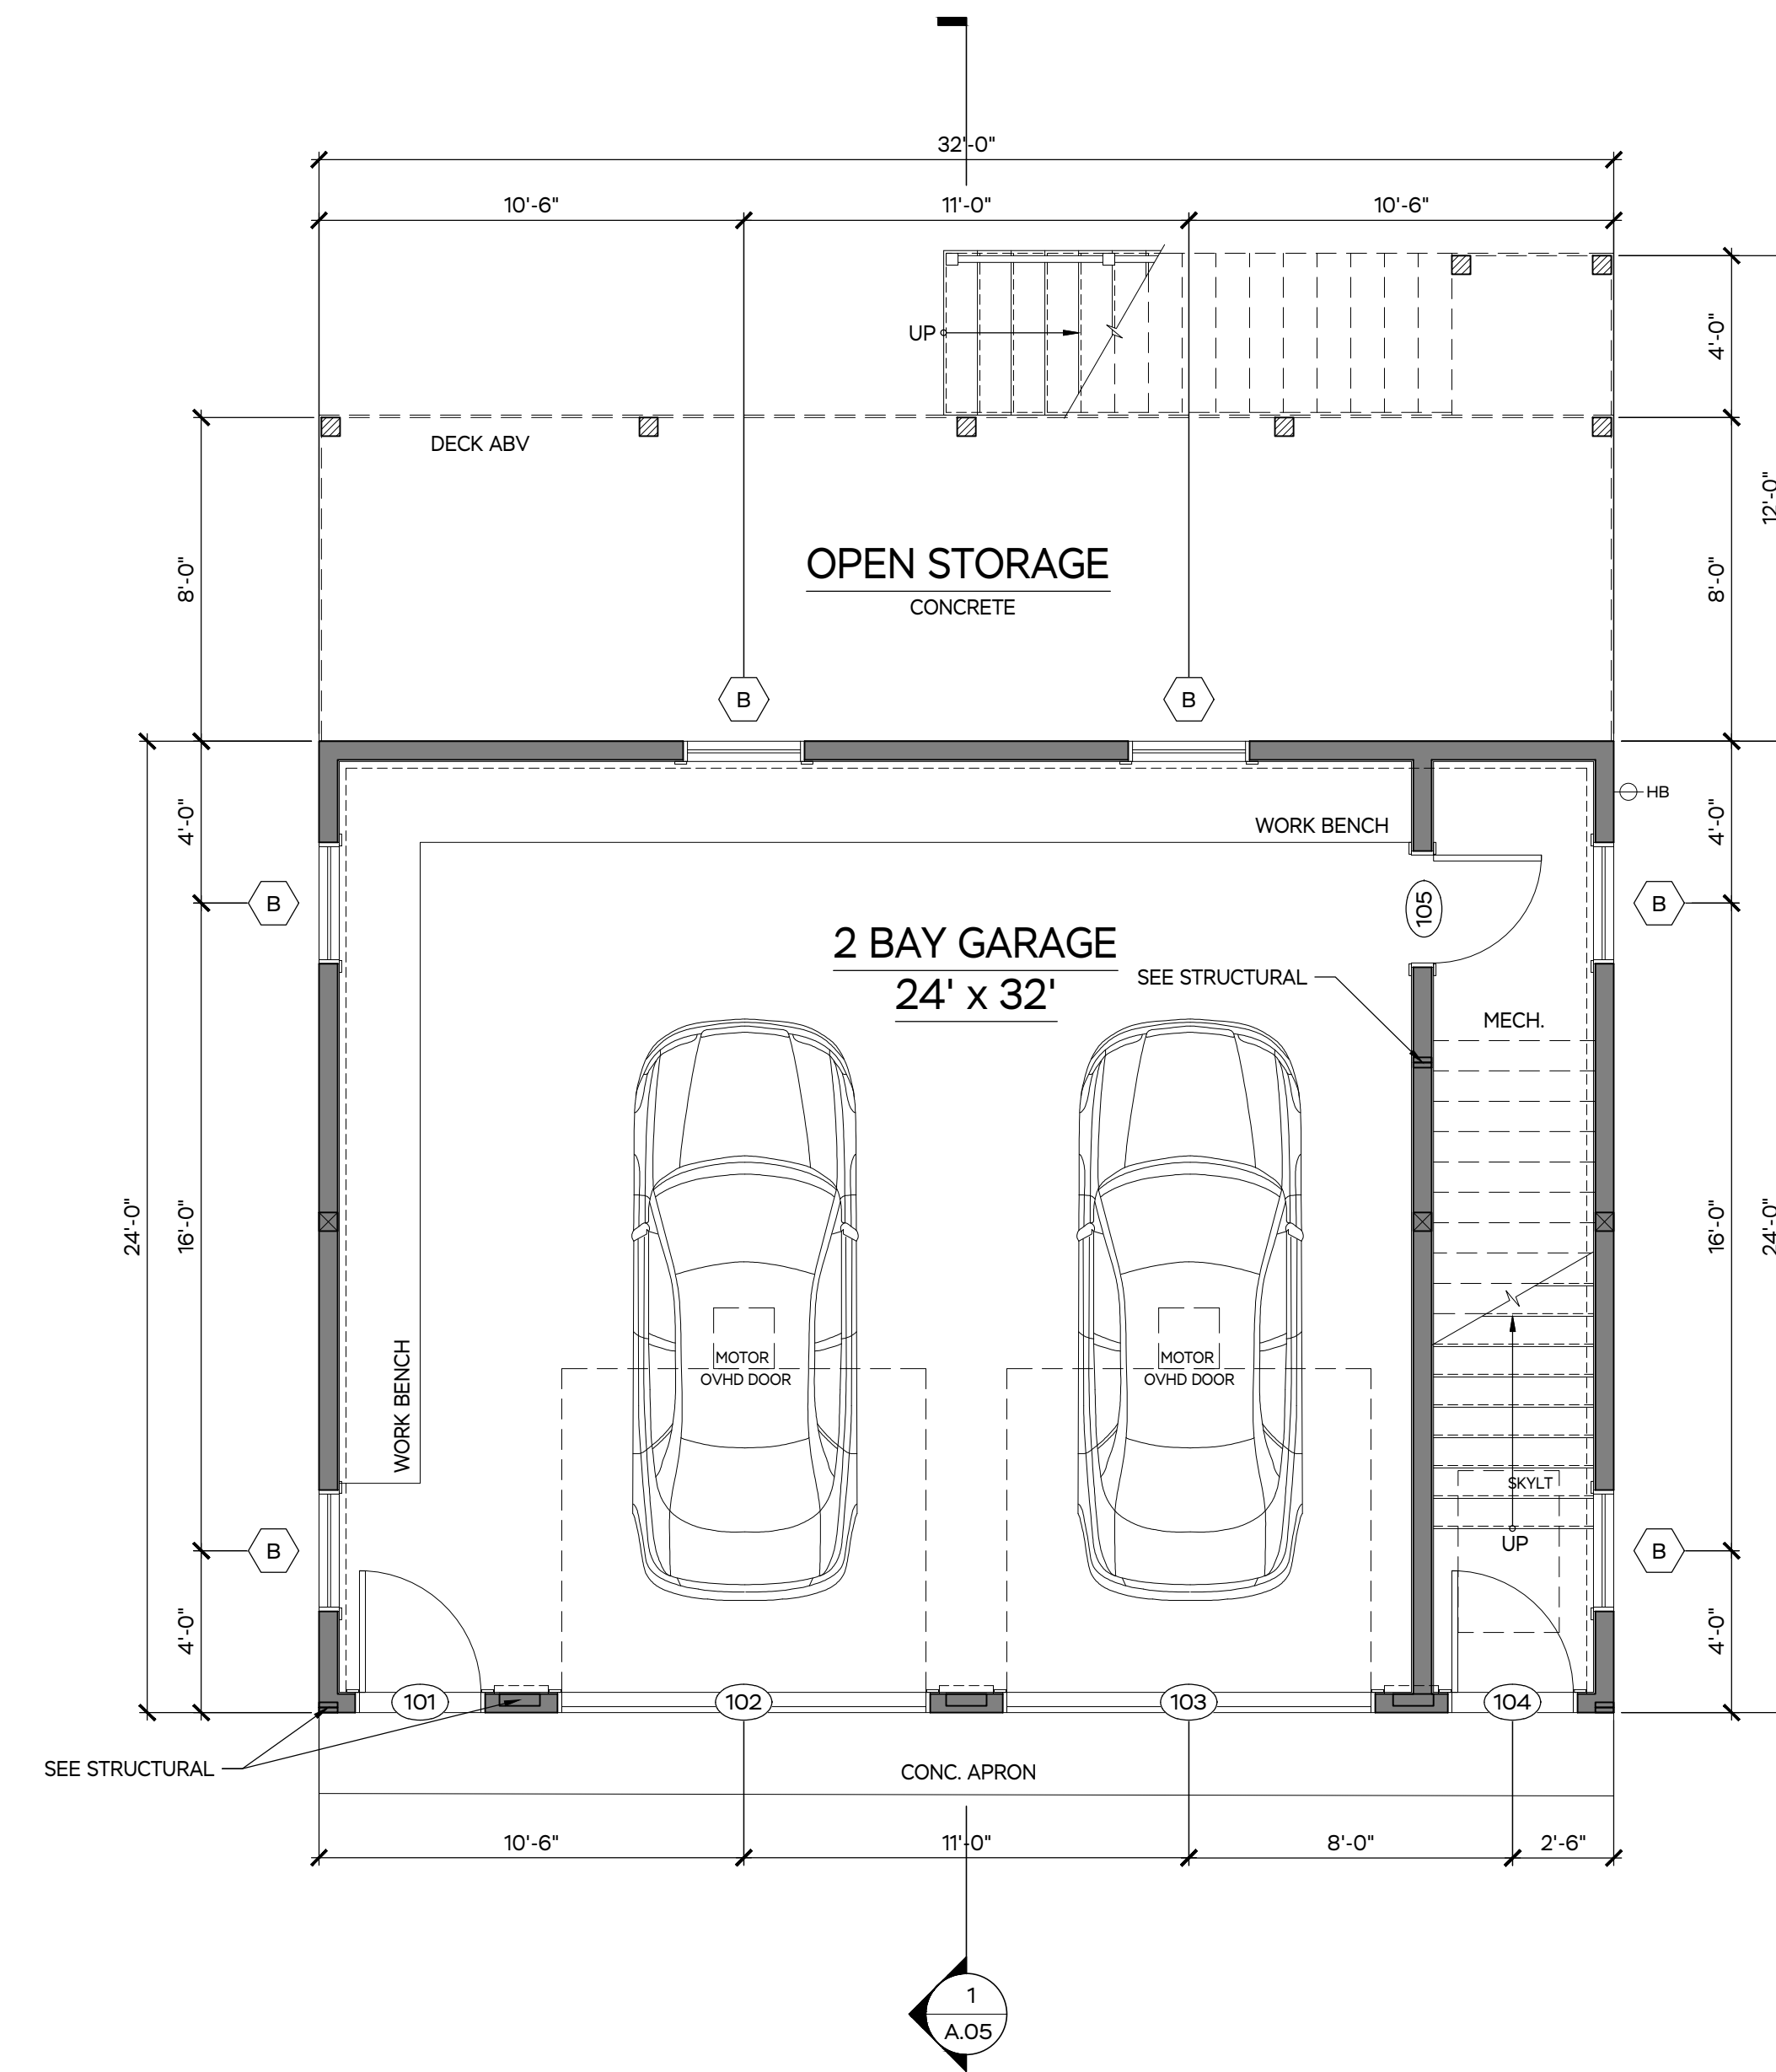 32'-0"
10'-6"
11'-0"
10'-6"
UP
4'-0"
DECK ABV
12'-0"
8'-0"
8'-0"
OPEN STORAGE
CONCRETE
B
B
HB
4'-0"
4'-0"
WORK BENCH
B
105
B
2 BAY GARAGE
24' x 32'
SEE STRUCTURAL
MECH.
24'-0"
16'-0"
16'-0"
24'-0"
MOTOR
OVHD DOOR
MOTOR
OVHD DOOR
WORK BENCH
SKYLT
UP
B
B
4'-0"
4'-0"
101
102
103
104
SEE STRUCTURAL
CONC. APRON
10'-6"
11'-0"
8'-0"
2'-6"
1
A.05